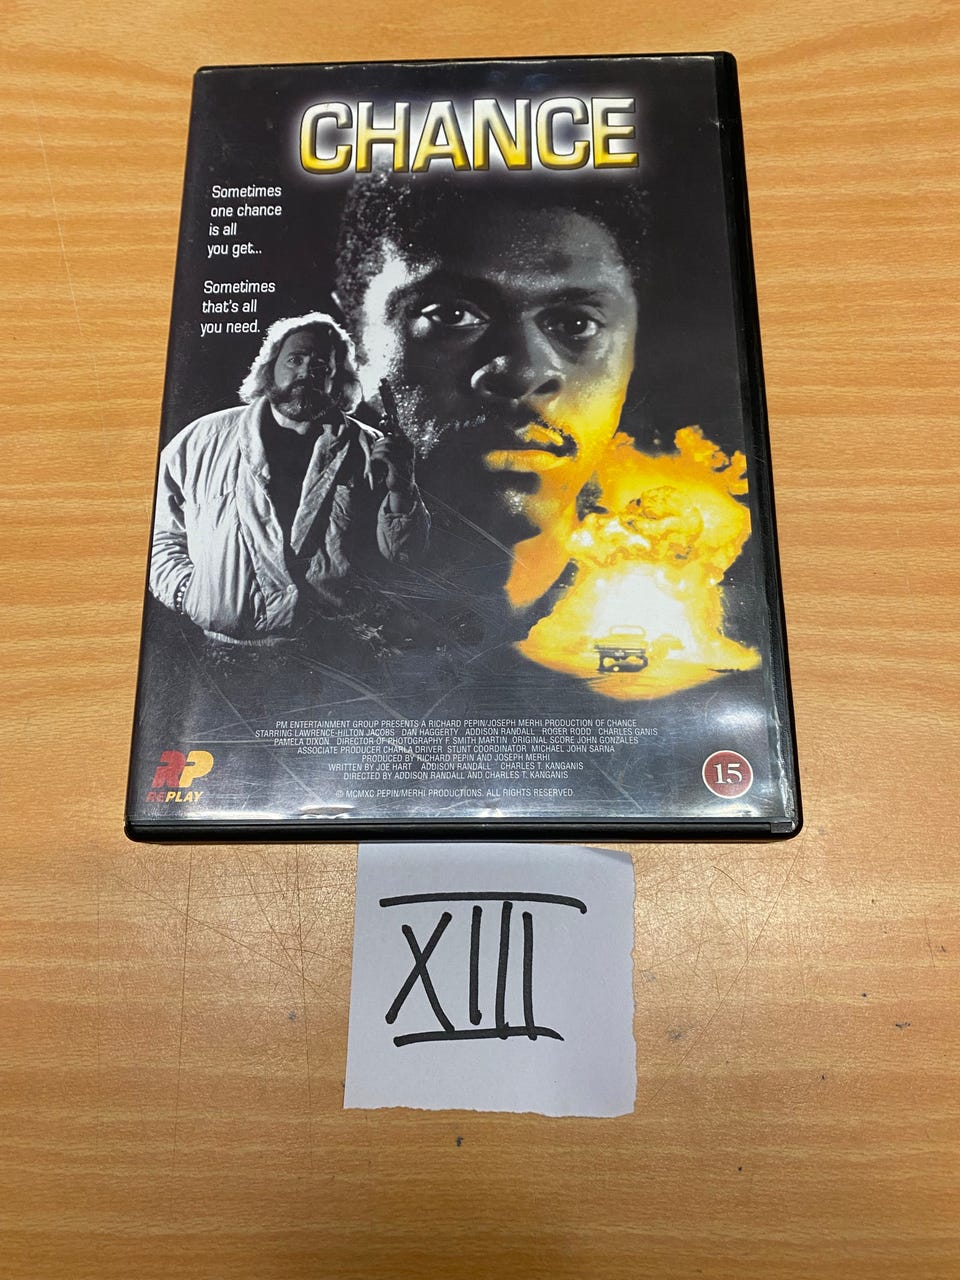 CHANCE
Sometimes
one chance
is all
you get...
Sometimes
that's all
you need.
PM ENTERTAINMENT GROUP PRESENTS A RICHARD PEPIN/JOSEPH MERHI PRODUCTION OF CHANCE
STARRING LAWRENCE-HILTON JACOBS DAN HAGGERTY ADDISON RANDALL ROGER RODD CHARLES GANIS
PAMELA DIXON DIRECTOR OF PHOTOGRAPHY F. SMITH MARTIN ORIGINAL SCORE JOHN GONZALES
ASSOCIATE PRODUCER CHARLA DRIVER STUNT COORDINATOR MICHAEL JOHN SARNA
PRODUCED BY RICHARD PEPIN AND JOSEPH MERHI
WRITTEN BY JOE HART ADDISON RANDALL CHARLES T. KANGANIS
DIRECTED BY ADDISON RANDALL AND CHARLES T. KANGANIS
© MCMXC PEPIN/MERHI PRODUCTIONS. ALL RIGHTS RESERVED.
RP
REPLAY
15
XIII